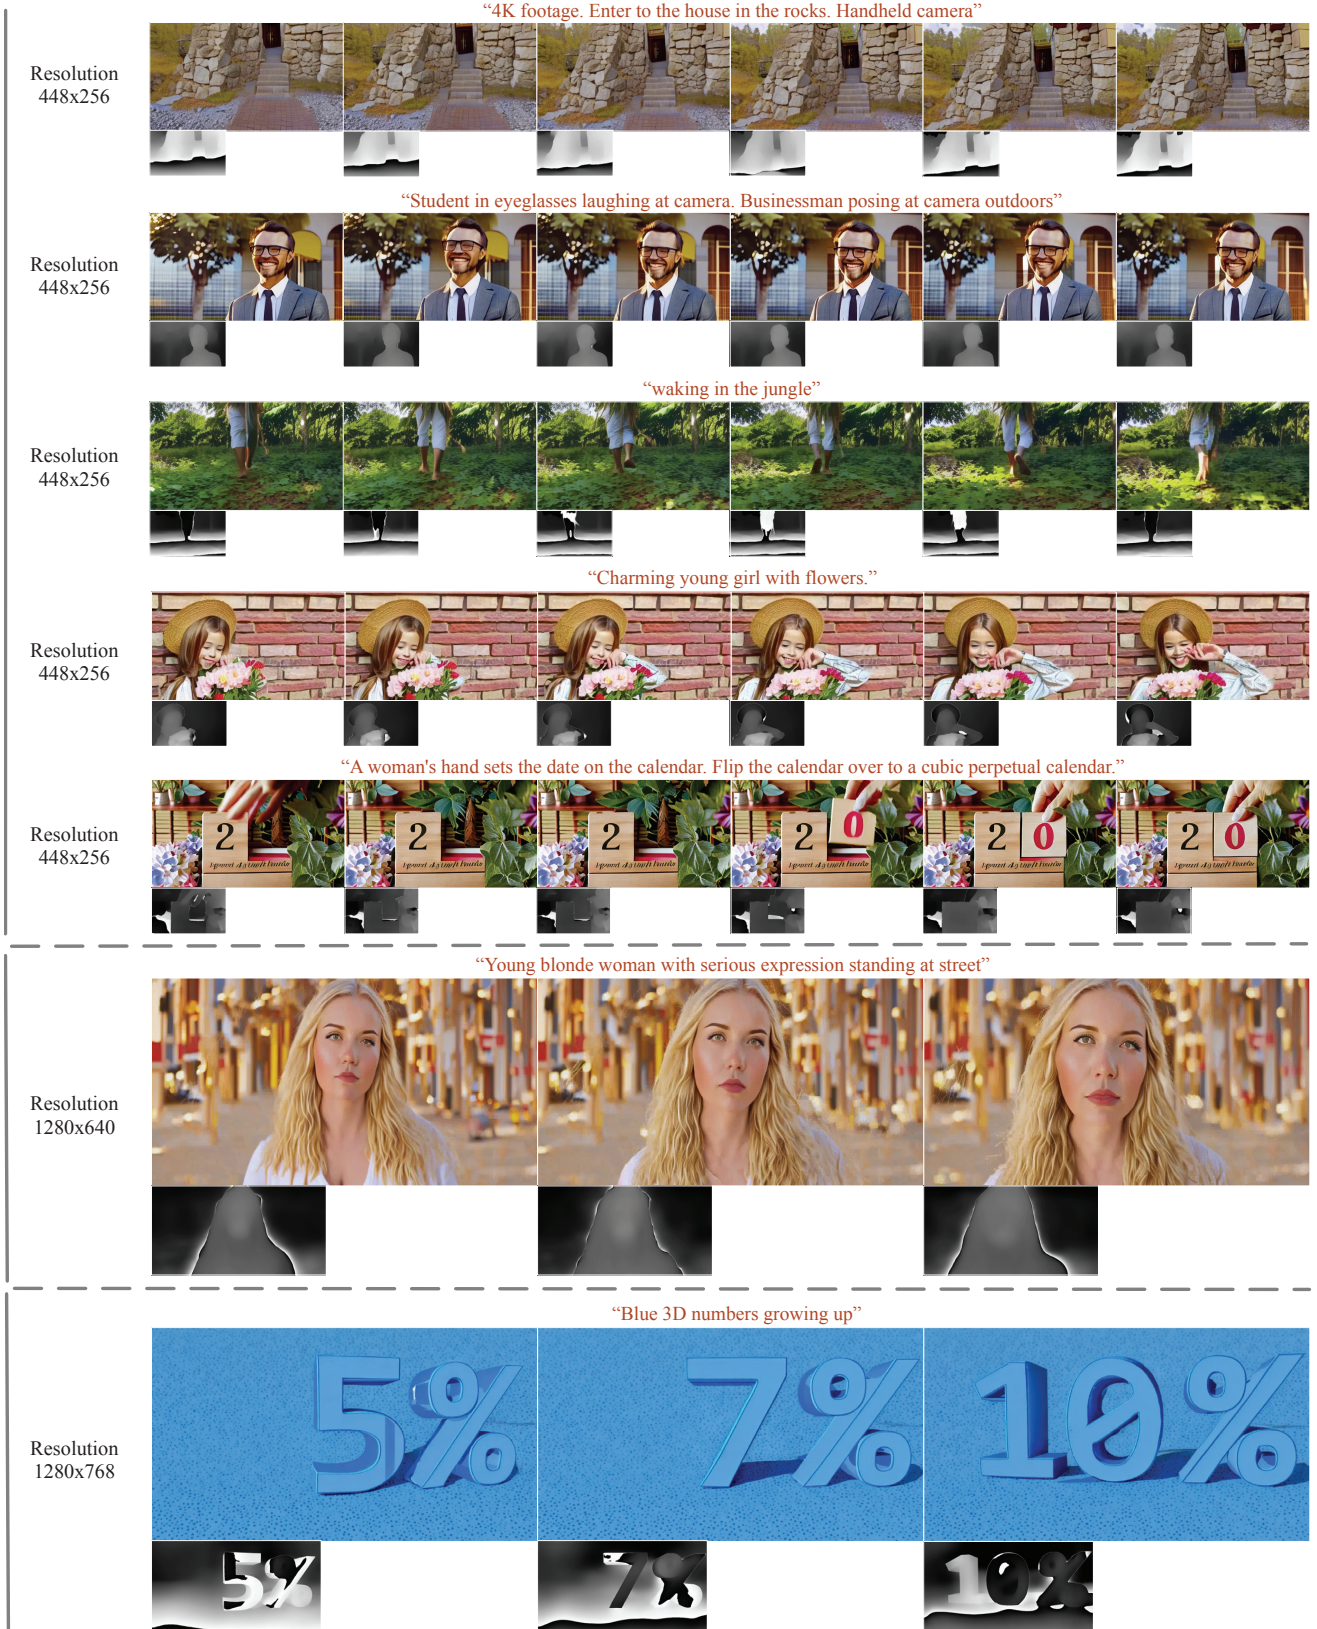 “4K footage. Enter to the house in the rocks. Handheld camera”
Resolution
448x256
“Student in eyeglasses laughing at camera. Businessman posing at camera outdoors”
Resolution
448x256
“waking in the jungle”
Resolution
448x256
“Charming young girl with flowers.”
Resolution
448x256
“A woman's hand sets the date on the calendar. Flip the calendar over to a cubic perpetual calendar.”
Resolution
448x256
2
2
2
2 0
2 0
2 0
“Young blonde woman with serious expression standing at street”
Resolution
1280x640
“Blue 3D numbers growing up”
Resolution
1280x768
5% 7% 10%
5% 7% 10%